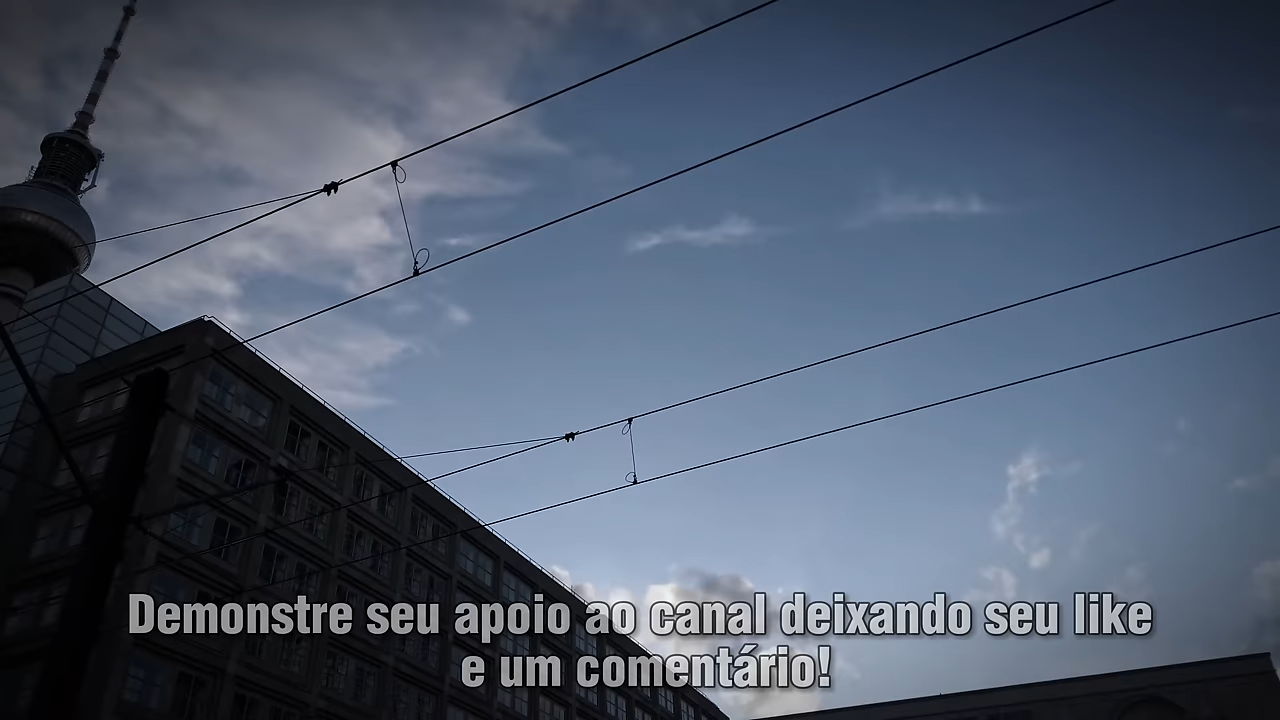 Demonstre seu apoio ao canal deixando seu like
e um comentário!